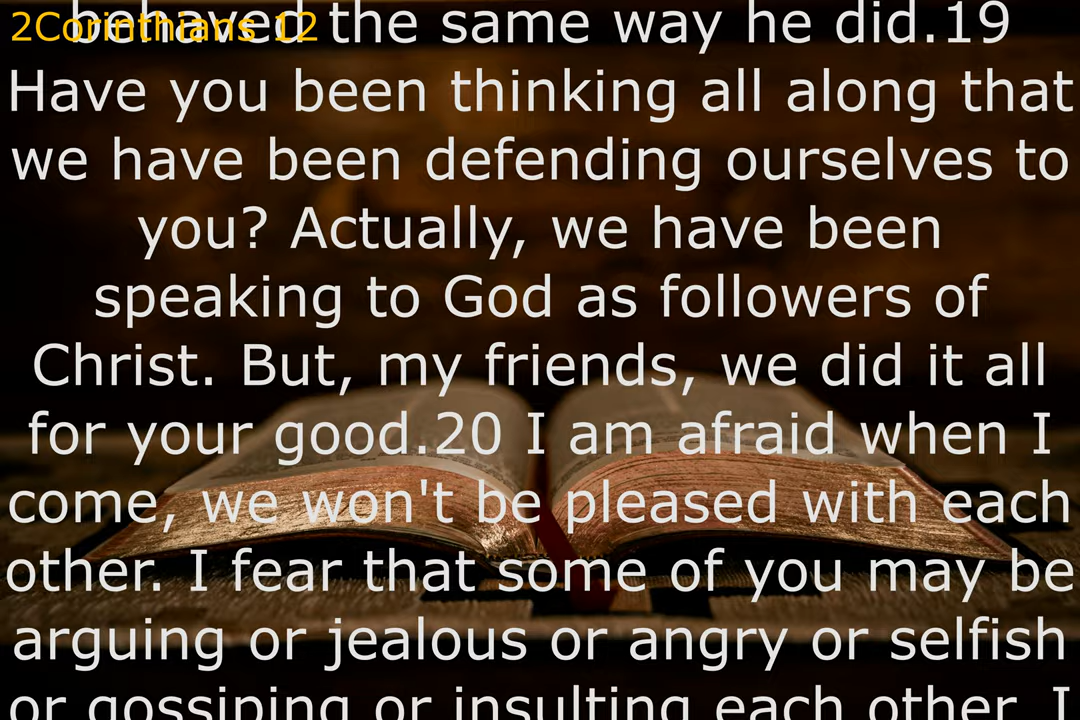 2Corinthians 12
behaved the same way he did.19
Have you been thinking all along that
we have been defending ourselves to
you? Actually, we have been
speaking to God as followers of
Christ. But, my friends, we did it all
for your good.20 I am afraid when I
come, we won't be pleased with each
other. I fear that some of you may be
arguing or jealous or angry or selfish
or gossiping or insulting each other. I